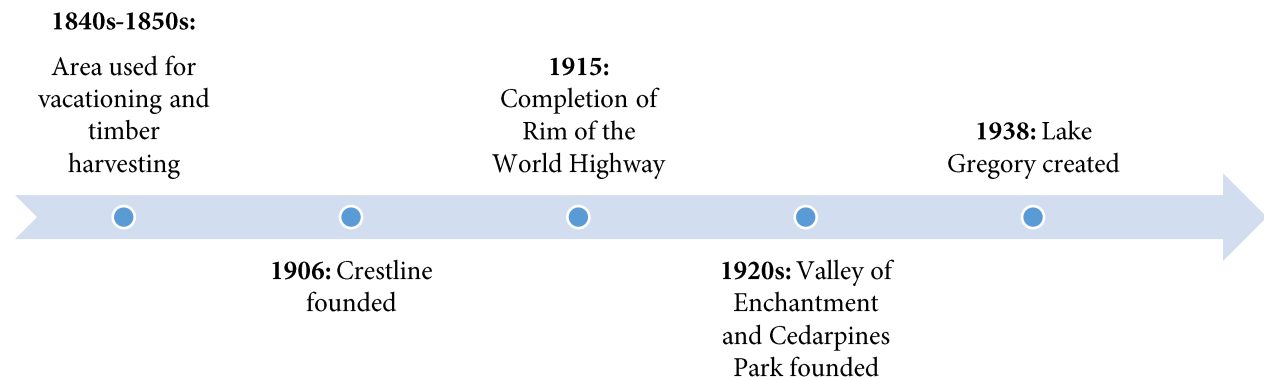 1840s-1850s:
Area used for
vacationing and
timber
harvesting
1906: Crestline
founded
1915:
Completion of
Rim of the
World Highway
1920s: Valley of
Enchantment
and Cedarpines
Park founded
1938: Lake
Gregory created